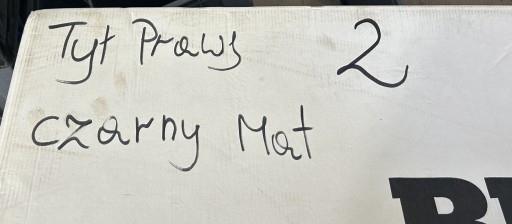 Tył Prawy 2
czarny Mat